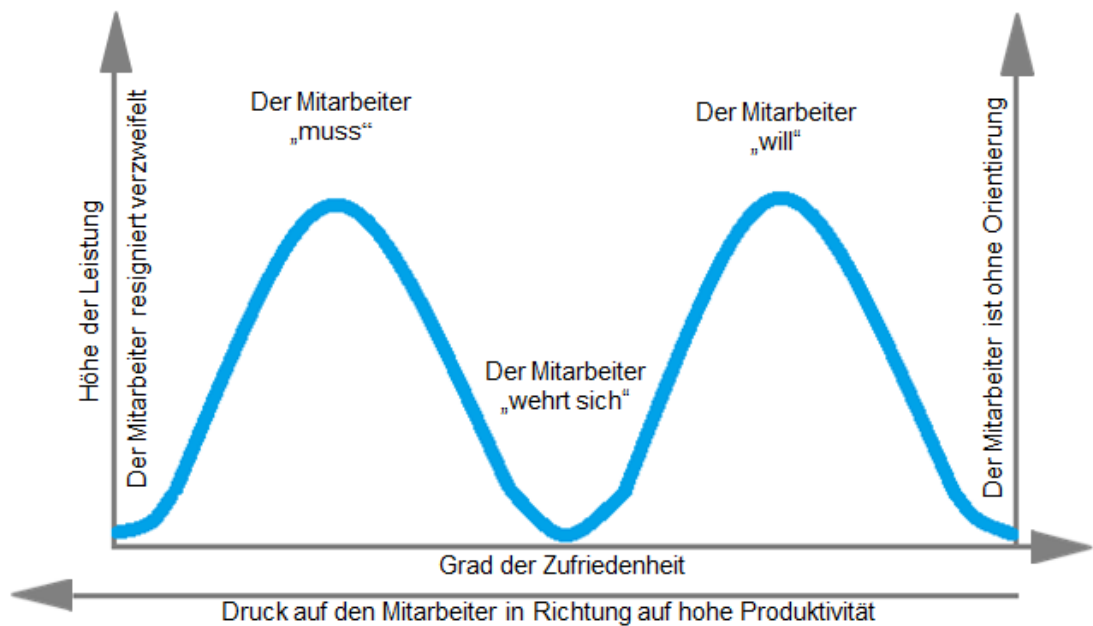 Der Mitarbeiter
„muss“
Der Mitarbeiter
„will“
Der Mitarbeiter
„wehrt sich“
Höhe der Leistung
Der Mitarbeiter resigniert verzweifelt
Der Mitarbeiter ist ohne Orientierung
Grad der Zufriedenheit
Druck auf den Mitarbeiter in Richtung auf hohe Produktivität